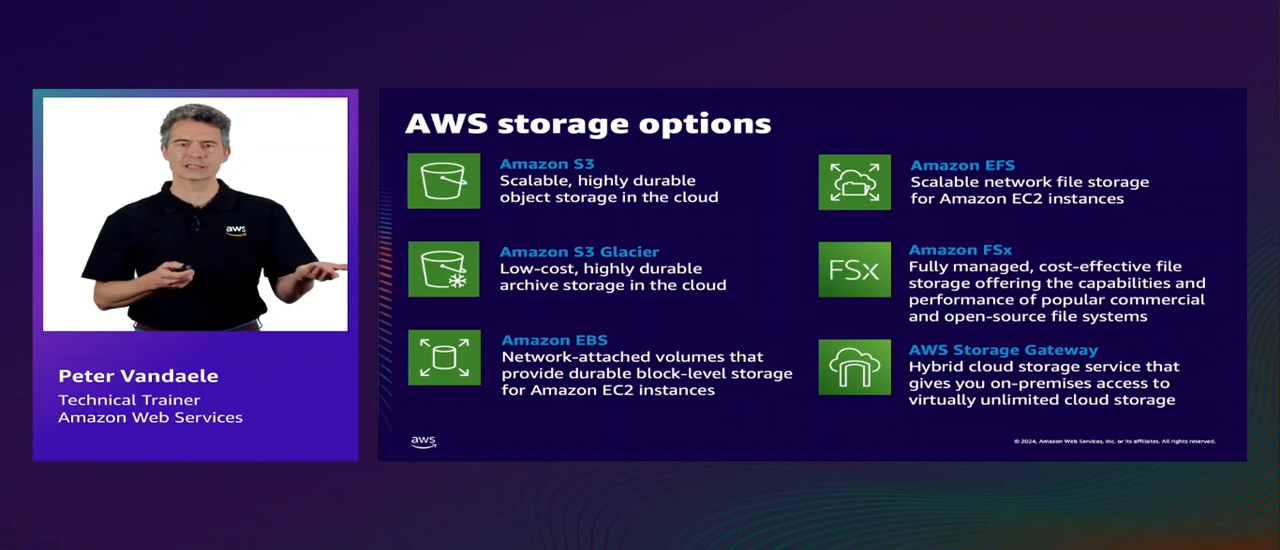 aws
Peter Vandaele
Technical Trainer
Amazon Web Services
AWS storage options
Amazon S3
Scalable, highly durable
object storage in the cloud
Amazon S3 Glacier
Low-cost, highly durable
archive storage in the cloud
Amazon EBS
Network-attached volumes that
provide durable block-level storage
for Amazon EC2 instances
Amazon EFS
Scalable network file storage
for Amazon EC2 instances
FSx
Amazon FSx
Fully managed, cost-effective file
storage offering the capabilities and
performance of popular commercial
and open-source file systems
AWS Storage Gateway
Hybrid cloud storage service that
gives you on-premises access to
virtually unlimited cloud storage
aws
© 2024, Amazon Web Services, Inc. or its affiliates. All rights reserved.